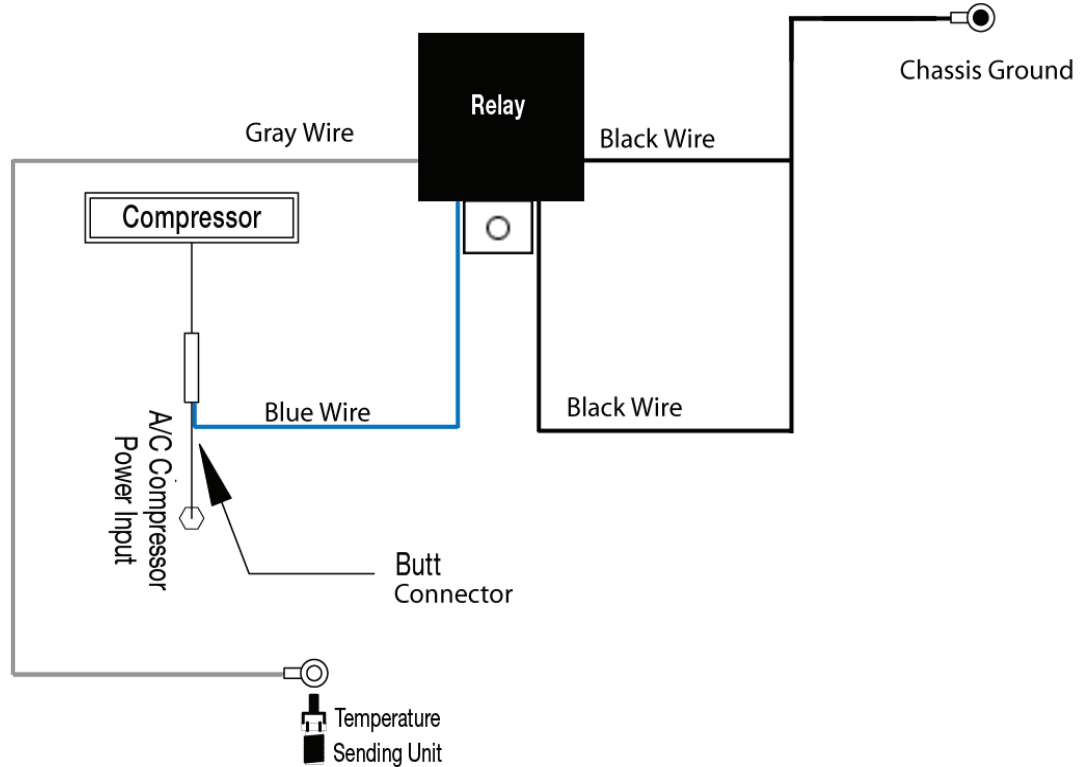 Chassis Ground
Relay
Gray Wire
Black Wire
Compressor
Blue Wire
Black Wire
A/C Compressor
Power Input
Butt
Connector
Temperature
Sending Unit